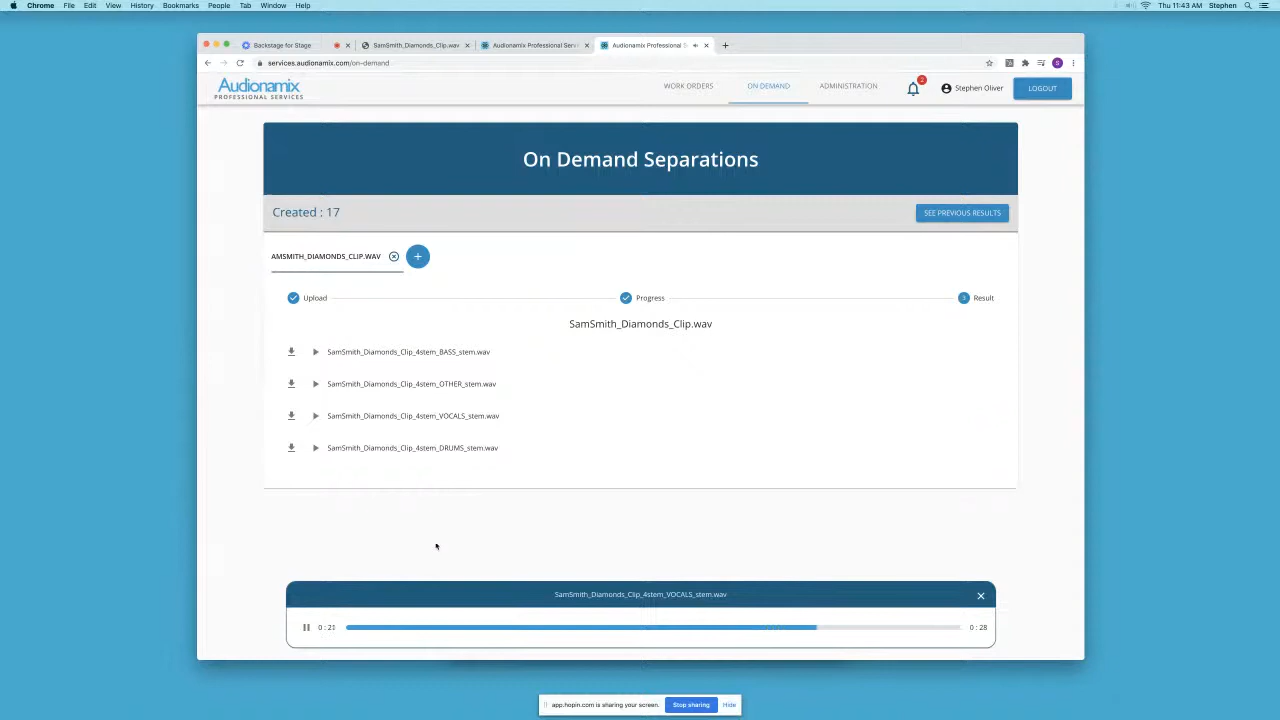 Chrome File Edit View History Bookmarks People Tab Window Help Thu 11:43 AM Stephen
Backstage for Stage SamSmith_Diamonds_Clip.wav Audionamix Professional Servi Audionamix Professional S
services.audionamix.com/on-demand S
Audionamix
PROFESSIONAL SERVICES
WORK ORDERS ON DEMAND ADMINISTRATION 2 Stephen Oliver LOGOUT
On Demand Separations
Created : 17 SEE PREVIOUS RESULTS
AMSMITH_DIAMONDS_CLIP.WAV +
Upload Progress 3 Result
SamSmith_Diamonds_Clip.wav
SamSmith_Diamonds_Clip_4stem_BASS_stem.wav
SamSmith_Diamonds_Clip_4stem_OTHER_stem.wav
SamSmith_Diamonds_Clip_4stem_VOCALS_stem.wav
SamSmith_Diamonds_Clip_4stem_DRUMS_stem.wav
SamSmith_Diamonds_Clip_4stem_VOCALS_stem.wav
0 : 21 0 : 28
app.hopin.com is sharing your screen. Stop sharing Hide